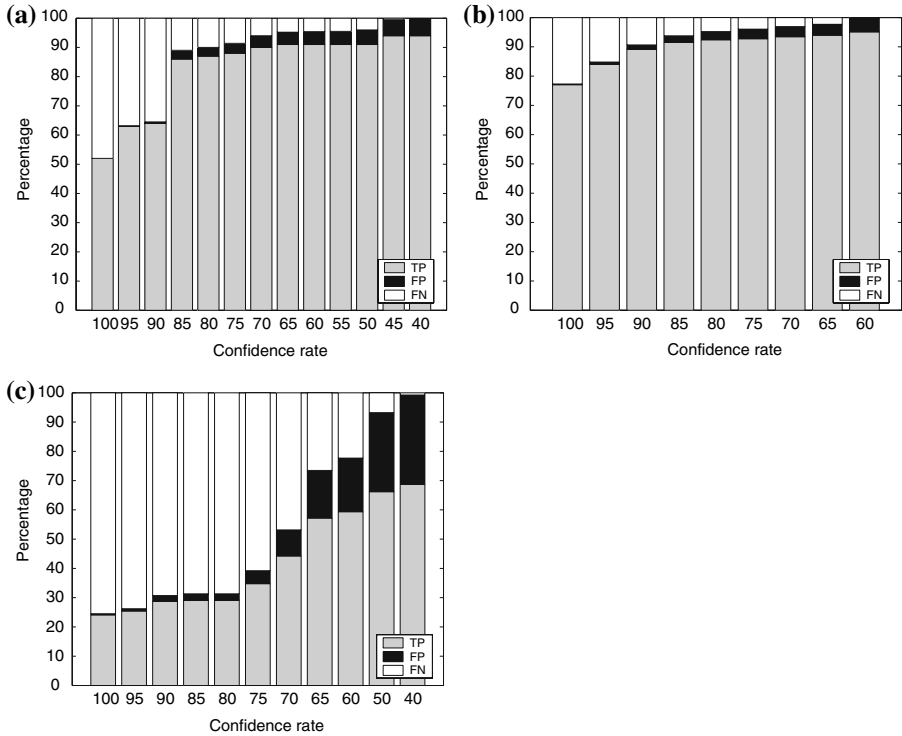 (a)
100
90
80
70
60
50
40
30
20
10
0
Percentage
TP
FP
FN
100 95 90 85 80 75 70 65 60 55 50 45 40
Confidence rate
(b)
100
90
80
70
60
50
40
30
20
10
0
Percentage
TP
FP
FN
100 95 90 85 80 75 70 65 60
Confidence rate
(c)
100
90
80
70
60
50
40
30
20
10
0
Percentage
TP
FP
FN
100 95 90 85 80 75 70 65 60 50 40
Confidence rate